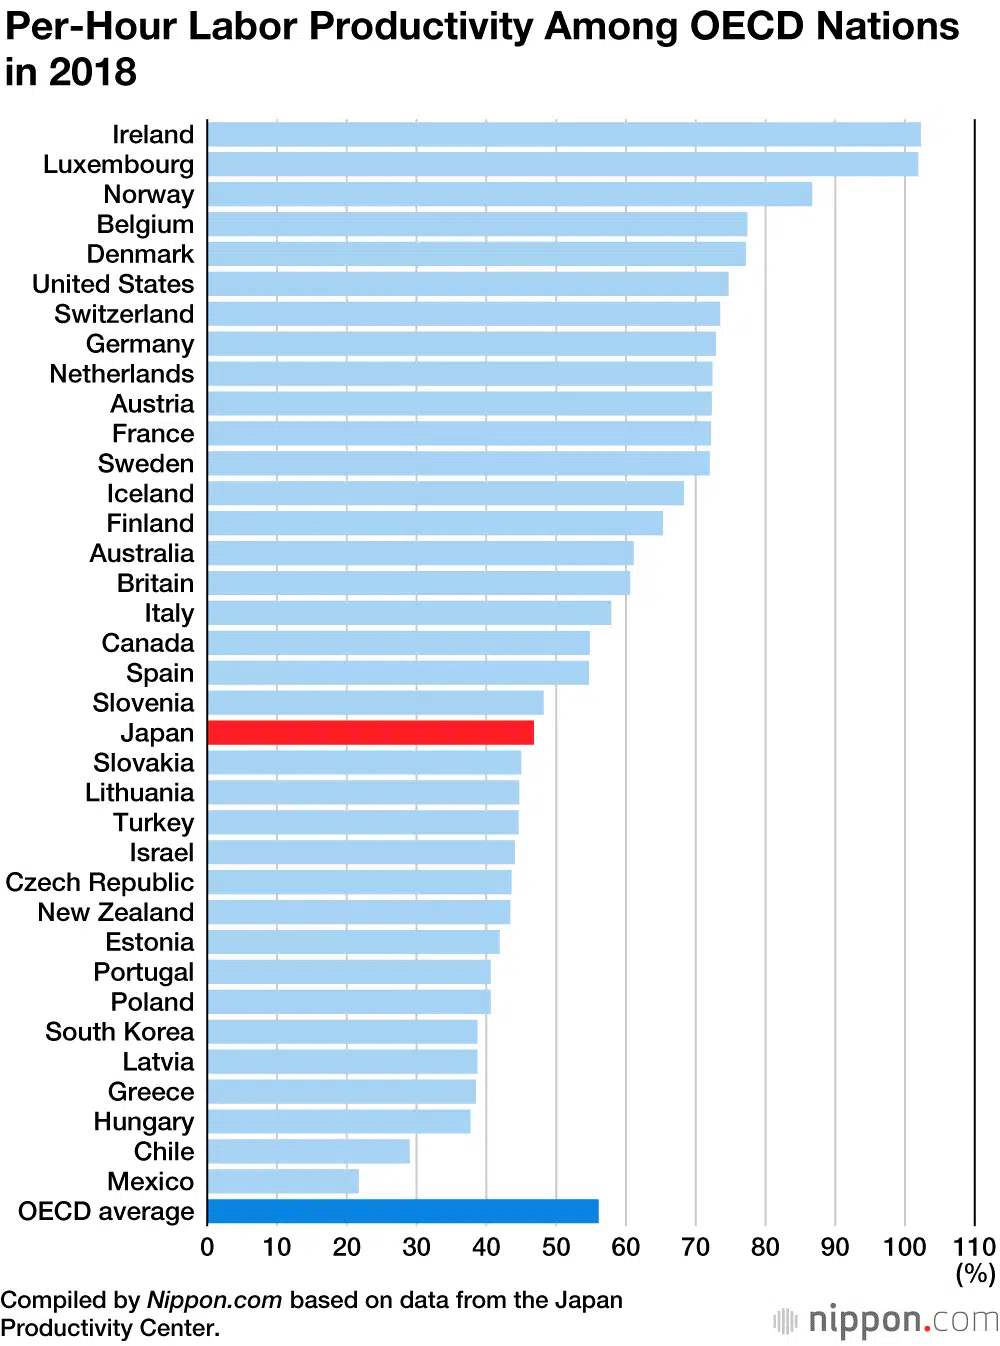 Per-Hour Labor Productivity Among OECD Nations
in 2018
Ireland
Luxembourg
Norway
Belgium
Denmark
United States
Switzerland
Germany
Netherlands
Austria
France
Sweden
Iceland
Finland
Australia
Britain
Italy
Canada
Spain
Slovenia
Japan
Slovakia
Lithuania
Turkey
Israel
Czech Republic
New Zealand
Estonia
Portugal
Poland
South Korea
Latvia
Greece
Hungary
Chile
Mexico
OECD average
0 10 20 30 40 50 60 70 80 90 100 110
(%)
Compiled by Nippon.com based on data from the Japan
Productivity Center.
nippon.com